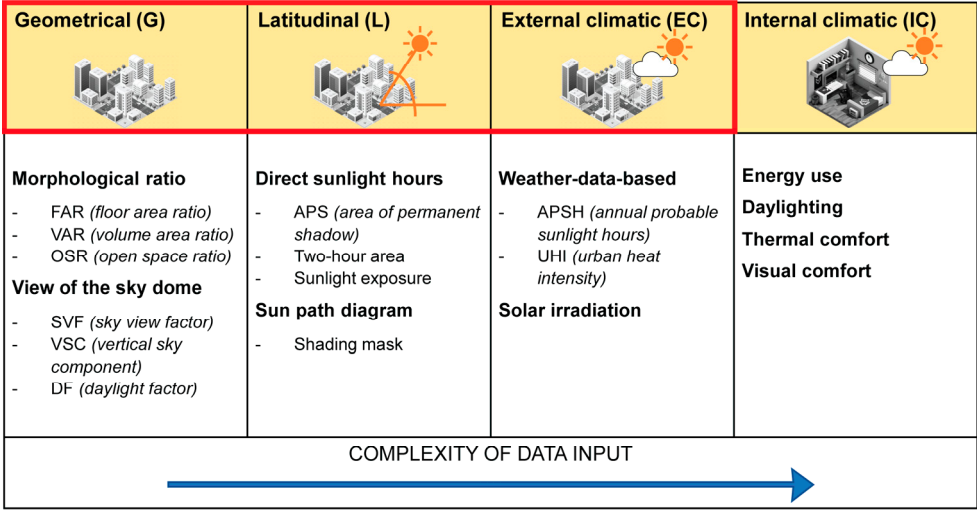 Geometrical (G)
Latitudinal (L)
External climatic (EC)
Internal climatic (IC)
Morphological ratio
- FAR (floor area ratio)
- VAR (volume area ratio)
- OSR (open space ratio)
View of the sky dome
- SVF (sky view factor)
- VSC (vertical sky
component)
- DF (daylight factor)
Direct sunlight hours
- APS (area of permanent
shadow)
- Two-hour area
- Sunlight exposure
Sun path diagram
- Shading mask
Weather-data-based
- APSH (annual probable
sunlight hours)
- UHI (urban heat
intensity)
Solar irradiation
Energy use
Daylighting
Thermal comfort
Visual comfort
COMPLEXITY OF DATA INPUT